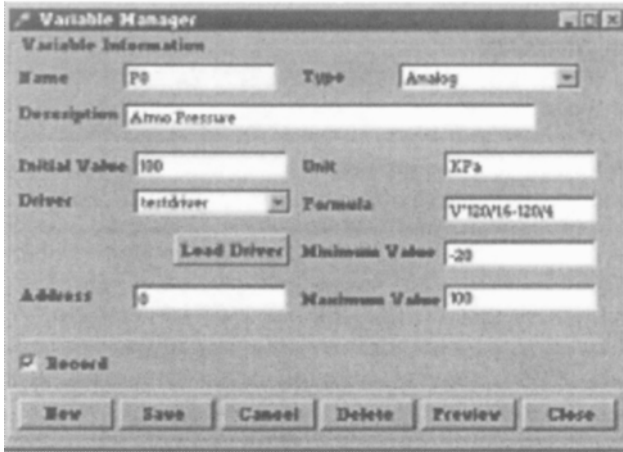 Variable Manager
Variable Information
Name P0 Type Analog
Description Atmo Pressure
Initial Value 100 Unit KPa
Driver testdriver Formula V*120/1.6-120/4
Load Driver Minimum Value -20
Address 0 Maximum Value 100
Record
New Save Cancel Delete Preview Close